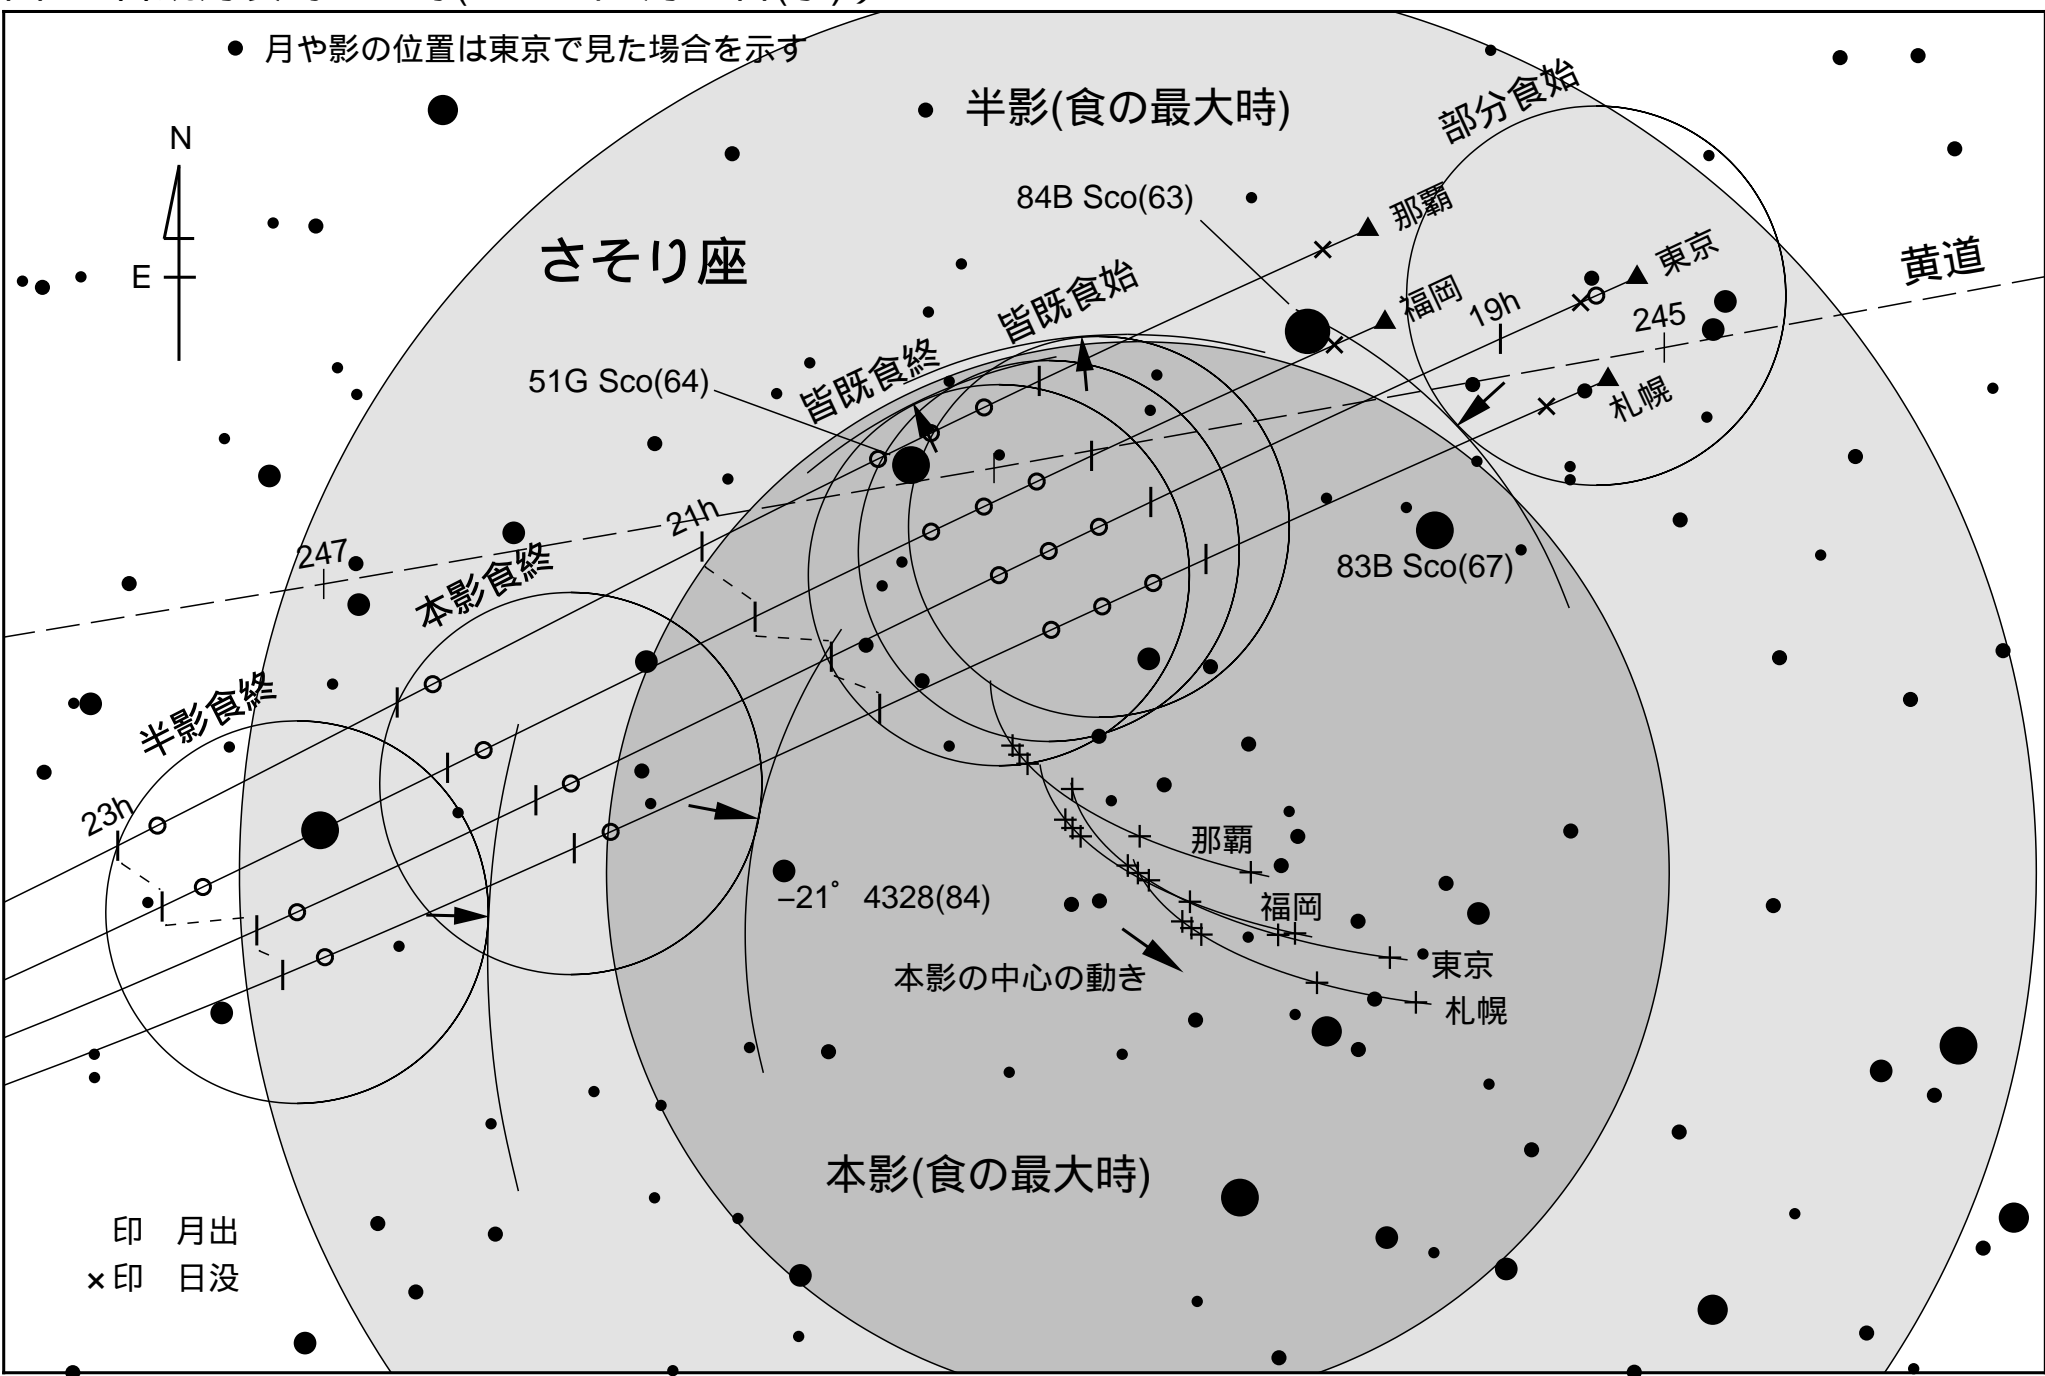 月や影の位置は東京で見た場合を示す
半影(食の最大時)
部分食始
N
E
84B Sco(63)
那覇
さそり座
東京
黄道
皆既食始
福岡
19h
245
皆既食終
51G Sco(64)
札幌
21h
247
本影食終
83B Sco(67)
半影食終
23h
那覇
–21° 4328(84)
福岡
東京
本影の中心の動き
札幌
本影(食の最大時)
印 月出
×印 日没